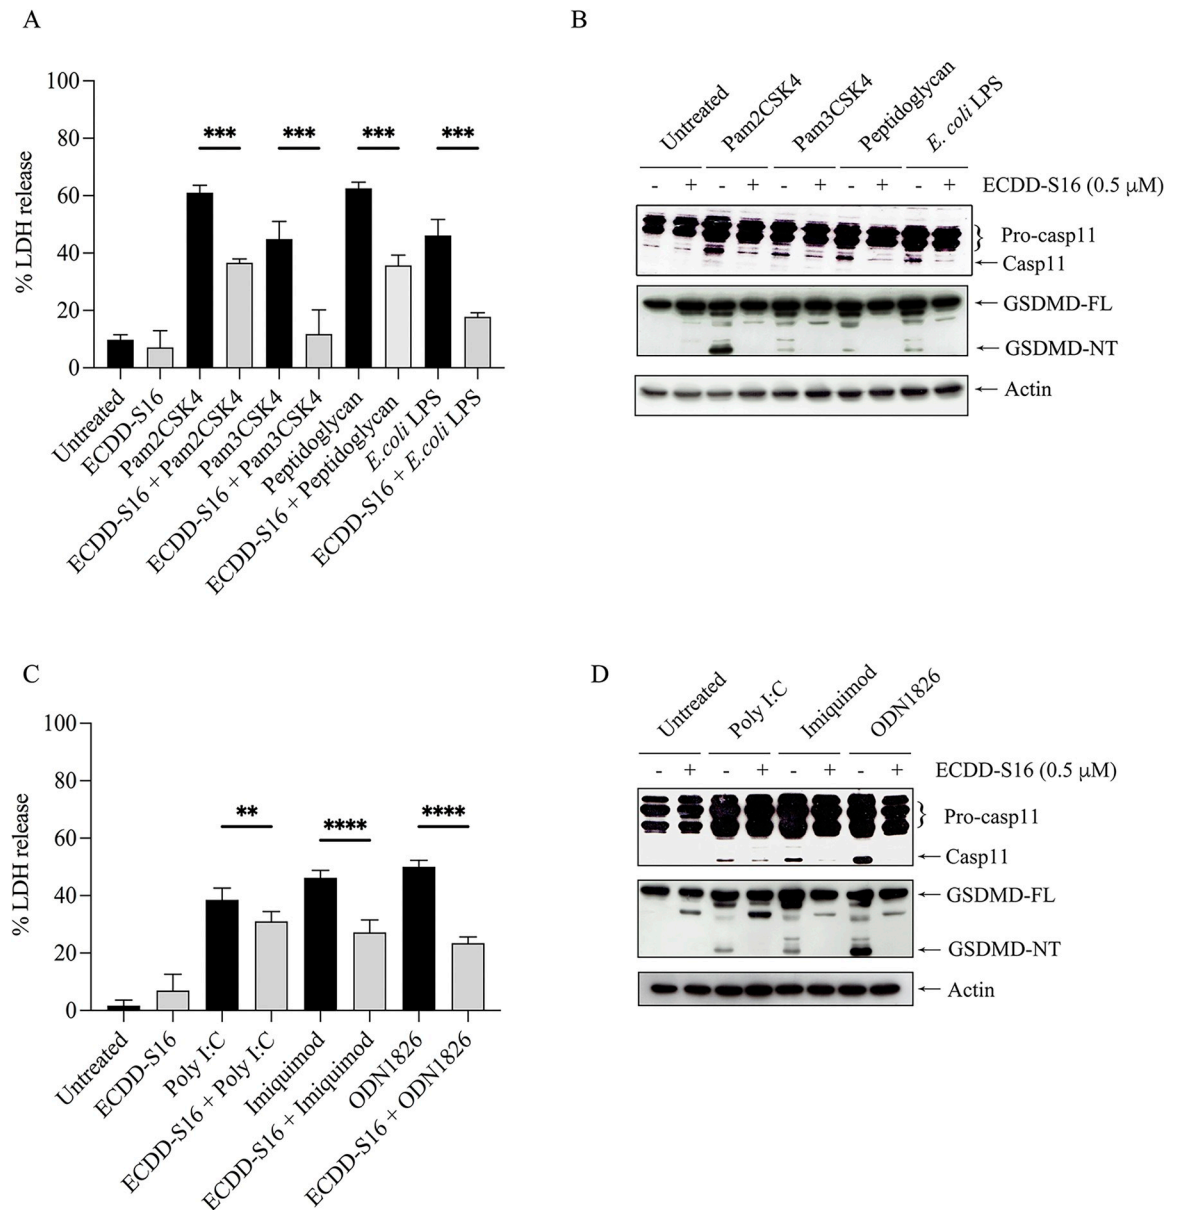 A
100
80
60
40
20
0
% LDH release
*** *** *** ***
Untreated
ECDD-S16
Pam2CSK4
ECDD-S16 + Pam2CSK4
Pam3CSK4
ECDD-S16 + Pam3CSK4
Peptidoglycan
ECDD-S16 + Peptidoglycan
E.coli LPS
ECDD-S16 + E.coli LPS
B
Untreated
Pam2CSK4
Pam3CSK4
Peptidoglycan
E. coli LPS
- + - + - + - + - + ECDD-S16 (0.5 μM)
Pro-casp11
Casp11
GSDMD-FL
GSDMD-NT
Actin
C
100
80
60
40
20
0
% LDH release
** **** ****
Untreated
ECDD-S16
Poly I:C
ECDD-S16 + Poly I:C
Imiquimod
ECDD-S16 + Imiquimod
ODN1826
ECDD-S16 + ODN1826
D
Untreated
Poly I:C
Imiquimod
ODN1826
- + - + - + - + ECDD-S16 (0.5 μM)
Pro-casp11
Casp11
GSDMD-FL
GSDMD-NT
Actin